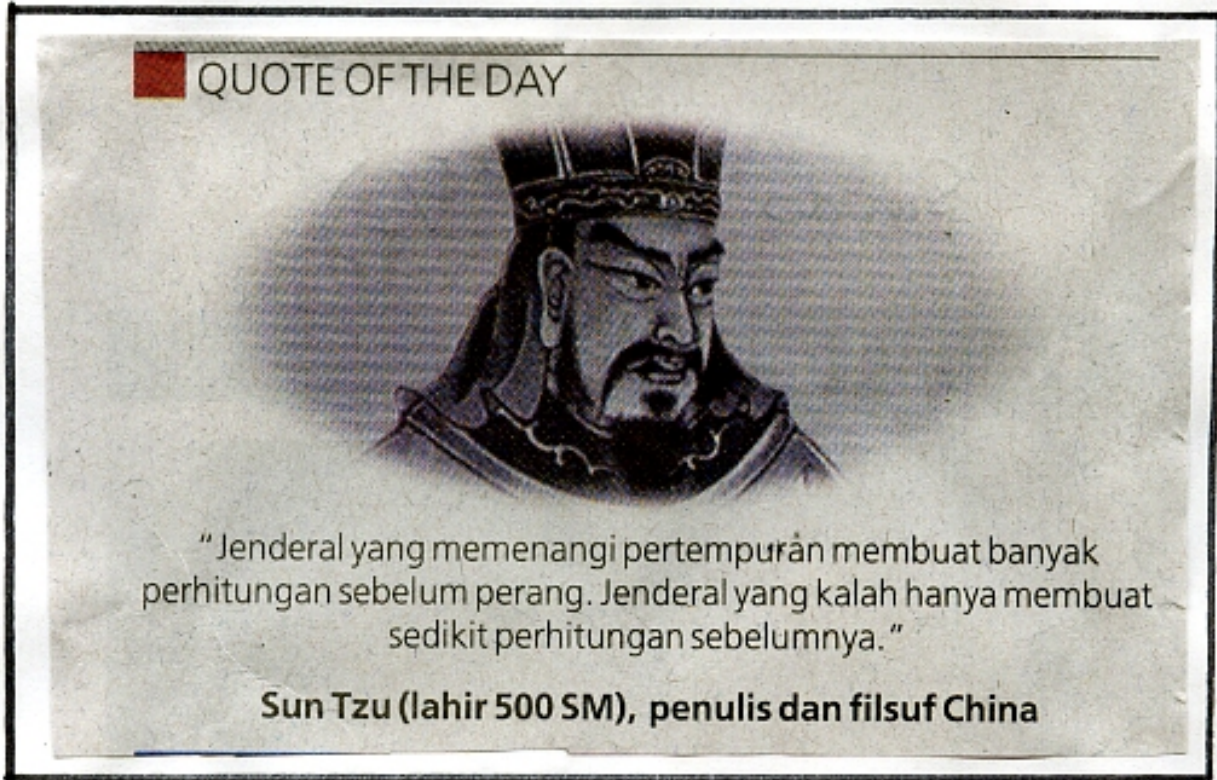 QUOTE OF THE DAY
“Jenderal yang memenangi pertempuran membuat banyak
perhitungan sebelum perang. Jenderal yang kalah hanya membuat
sedikit perhitungan sebelumnya.”
Sun Tzu (lahir 500 SM), penulis dan filsuf China